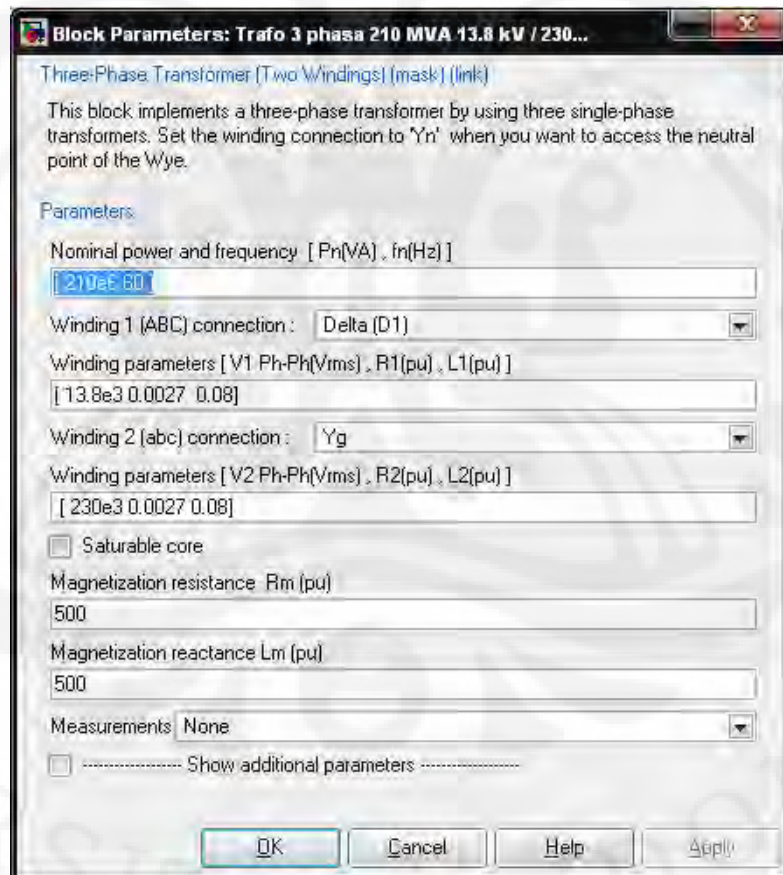 Block Parameters: Trafo 3 phasa 210 MVA 13.8 kV / 230...
Three-Phase Transformer (Two Windings) (mask) (link)
This block implements a three-phase transformer by using three single-phase
transformers. Set the winding connection to 'Yn' when you want to access the neutral
point of the Wye.
Parameters
Nominal power and frequency [ Pn(VA) , fn(Hz) ]
[ 210e6 60 ]
Winding 1 (ABC) connection : Delta (D1)
Winding parameters [ V1 Ph-Ph(Vrms) , R1(pu) , L1(pu) ]
[ 13.8e3 0.0027 0.08]
Winding 2 (abc) connection : Yg
Winding parameters [ V2 Ph-Ph(Vrms) , R2(pu) , L2(pu) ]
[ 230e3 0.0027 0.08]
Saturable core
Magnetization resistance Rm (pu)
500
Magnetization reactance Lm (pu)
500
Measurements None
----------------- Show additional parameters -----------------
OK Cancel Help Apply